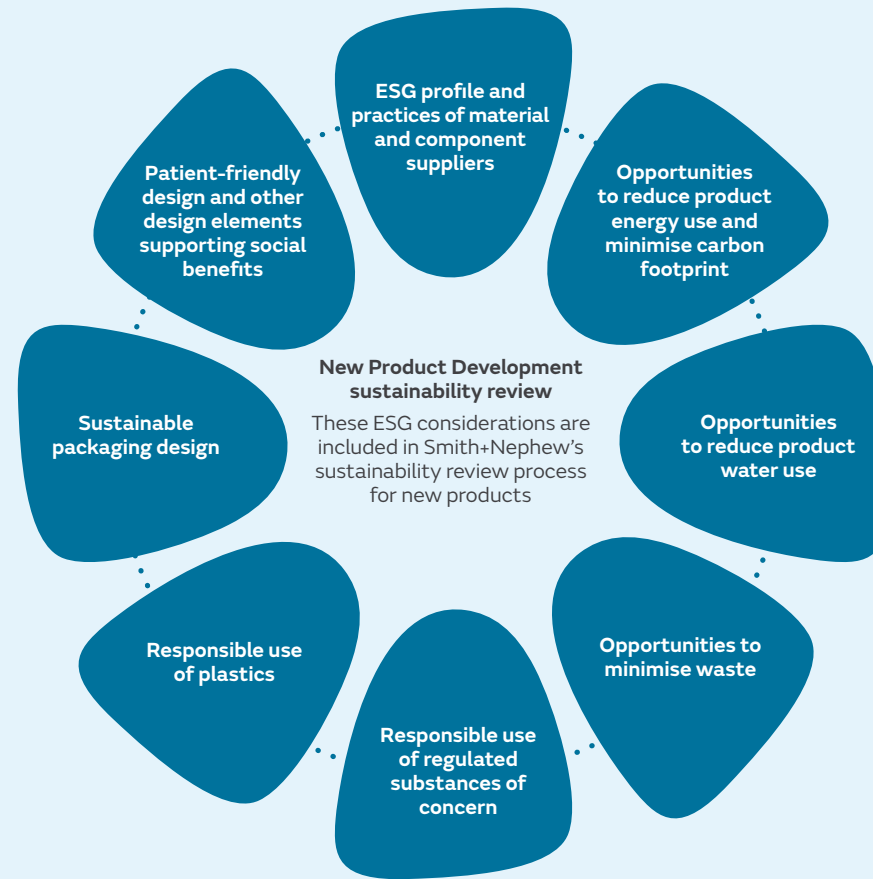 ESG profile and
practices of material
and component
suppliers
Opportunities
to reduce product
energy use and
minimise carbon
footprint
Opportunities
to reduce product
water use
Opportunities to
minimise waste
Responsible use
of regulated
substances of
concern
Responsible use
of plastics
Sustainable
packaging design
Patient-friendly
design and other
design elements
supporting social
benefits
New Product Development
sustainability review
These ESG considerations are
included in Smith+Nephew’s
sustainability review process
for new products